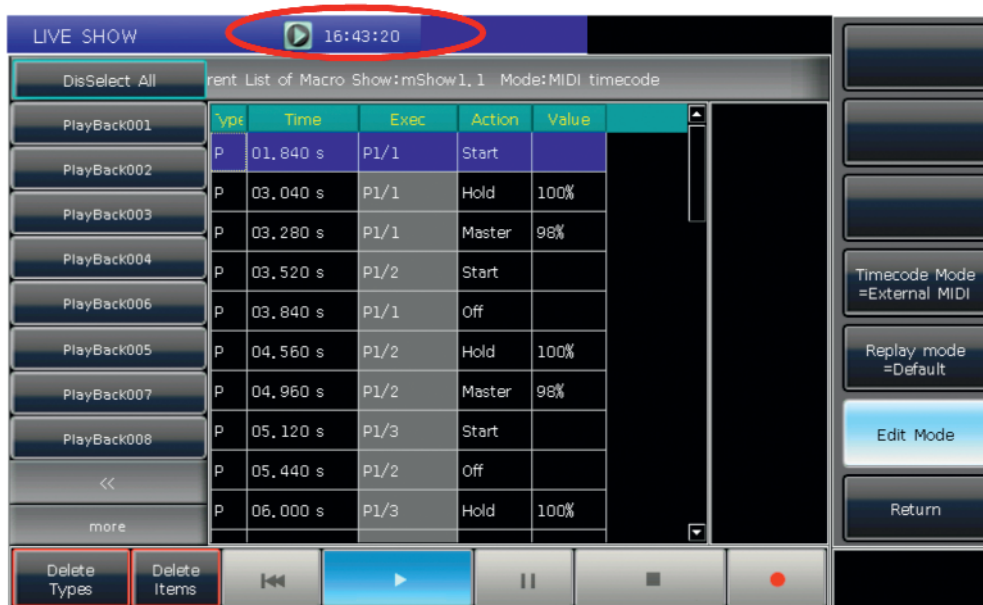 LIVE SHOW 16:43:20
DisSelect All
rent List of Macro Show:mShow1.1 Mode:MIDI timecode
PlayBack001
PlayBack002
PlayBack003
PlayBack004
PlayBack006
PlayBack005
PlayBack007
PlayBack008
<<
more
Type Time Exec Action Value
P 01.840 s P1/1 Start
P 03.040 s P1/1 Hold 100%
P 03.280 s P1/1 Master 98%
P 03.520 s P1/2 Start
P 03.840 s P1/1 Off
P 04.560 s P1/2 Hold 100%
P 04.960 s P1/2 Master 98%
P 05.120 s P1/3 Start
P 05.440 s P1/2 Off
P 06.000 s P1/3 Hold 100%
Timecode Mode
=External MIDI
Replay mode
=Default
Edit Mode
Return
Delete
Types
Delete
Items